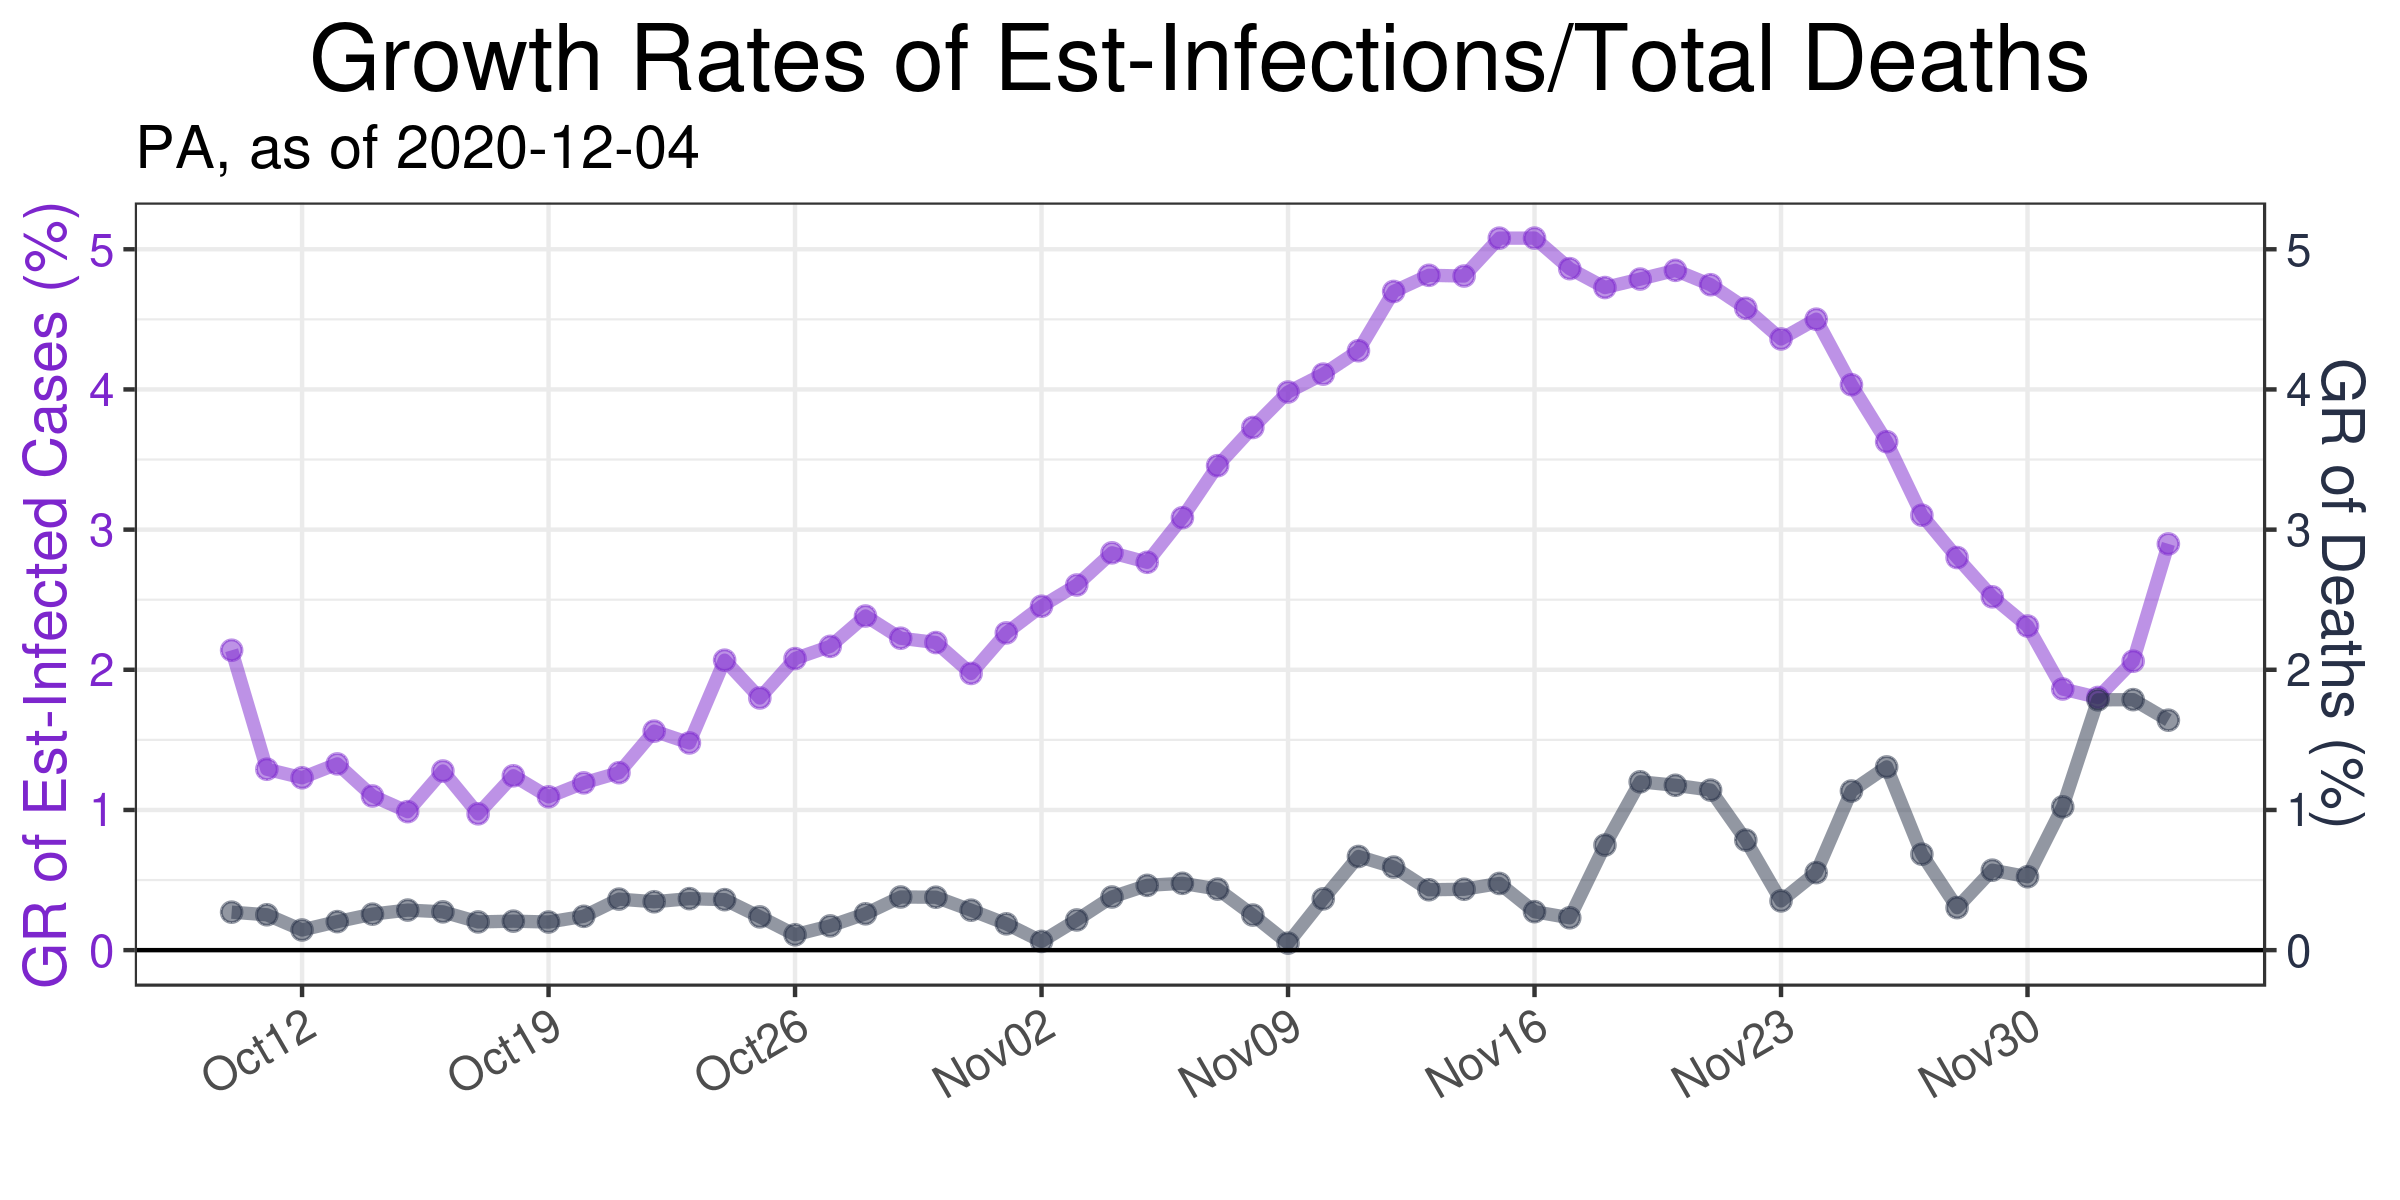 Growth Rates of Est-Infections/Total Deaths
PA, as of 2020-12-04
GR of Est-Infected Cases (%)
5
4
3
2
1
0
5
4
3
2
1
0
GR of Deaths (%)
Oct12
Oct19
Oct26
Nov02
Nov09
Nov16
Nov23
Nov30